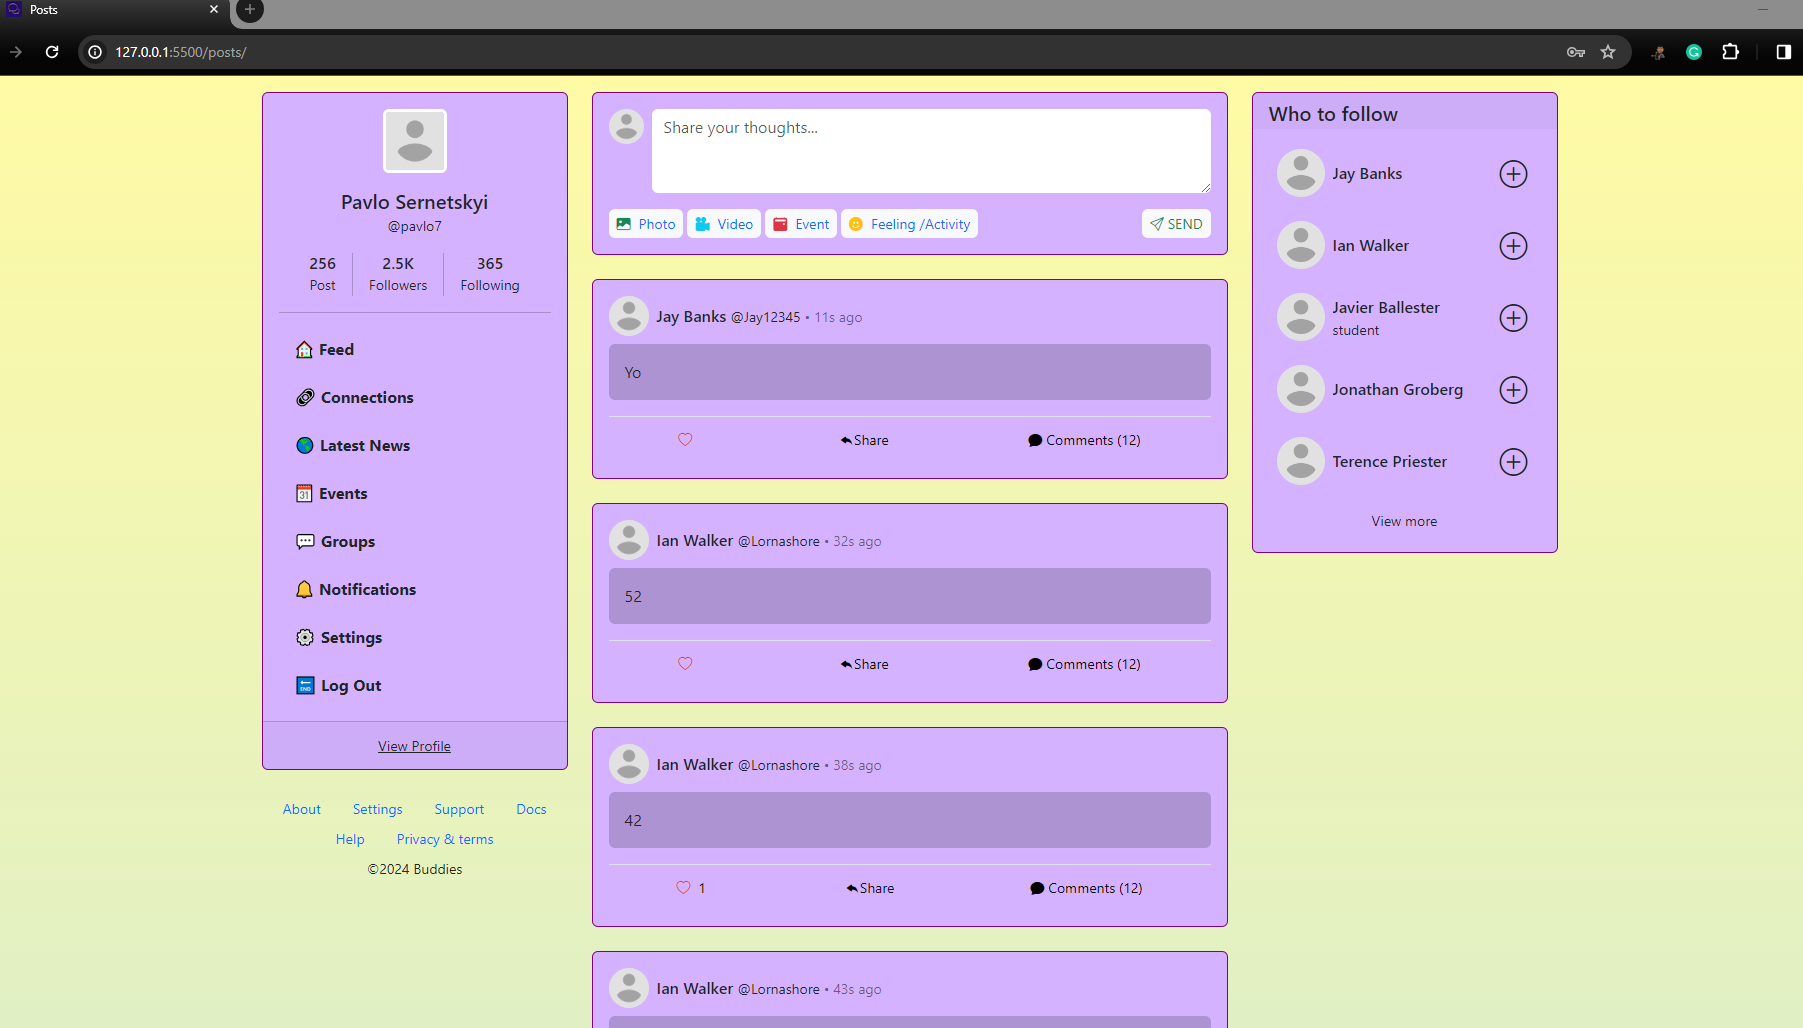 Posts
127.0.0.1:5500/posts/
Pavlo Sernetskyi
@pavlo7
256 2.5K 365
Post Followers Following
Feed
Connections
Latest News
Events
Groups
Notifications
Settings
Log Out
View Profile
About Settings Support Docs
Help Privacy & terms
©2024 Buddies
Share your thoughts...
Photo Video Event Feeling /Activity SEND
Jay Banks @Jay12345 • 11s ago
Yo
Share Comments (12)
Ian Walker @Lornashore • 32s ago
52
Share Comments (12)
Ian Walker @Lornashore • 38s ago
42
1 Share Comments (12)
Ian Walker @Lornashore • 43s ago
Who to follow
Jay Banks
Ian Walker
Javier Ballester
student
Jonathan Groberg
Terence Priester
View more